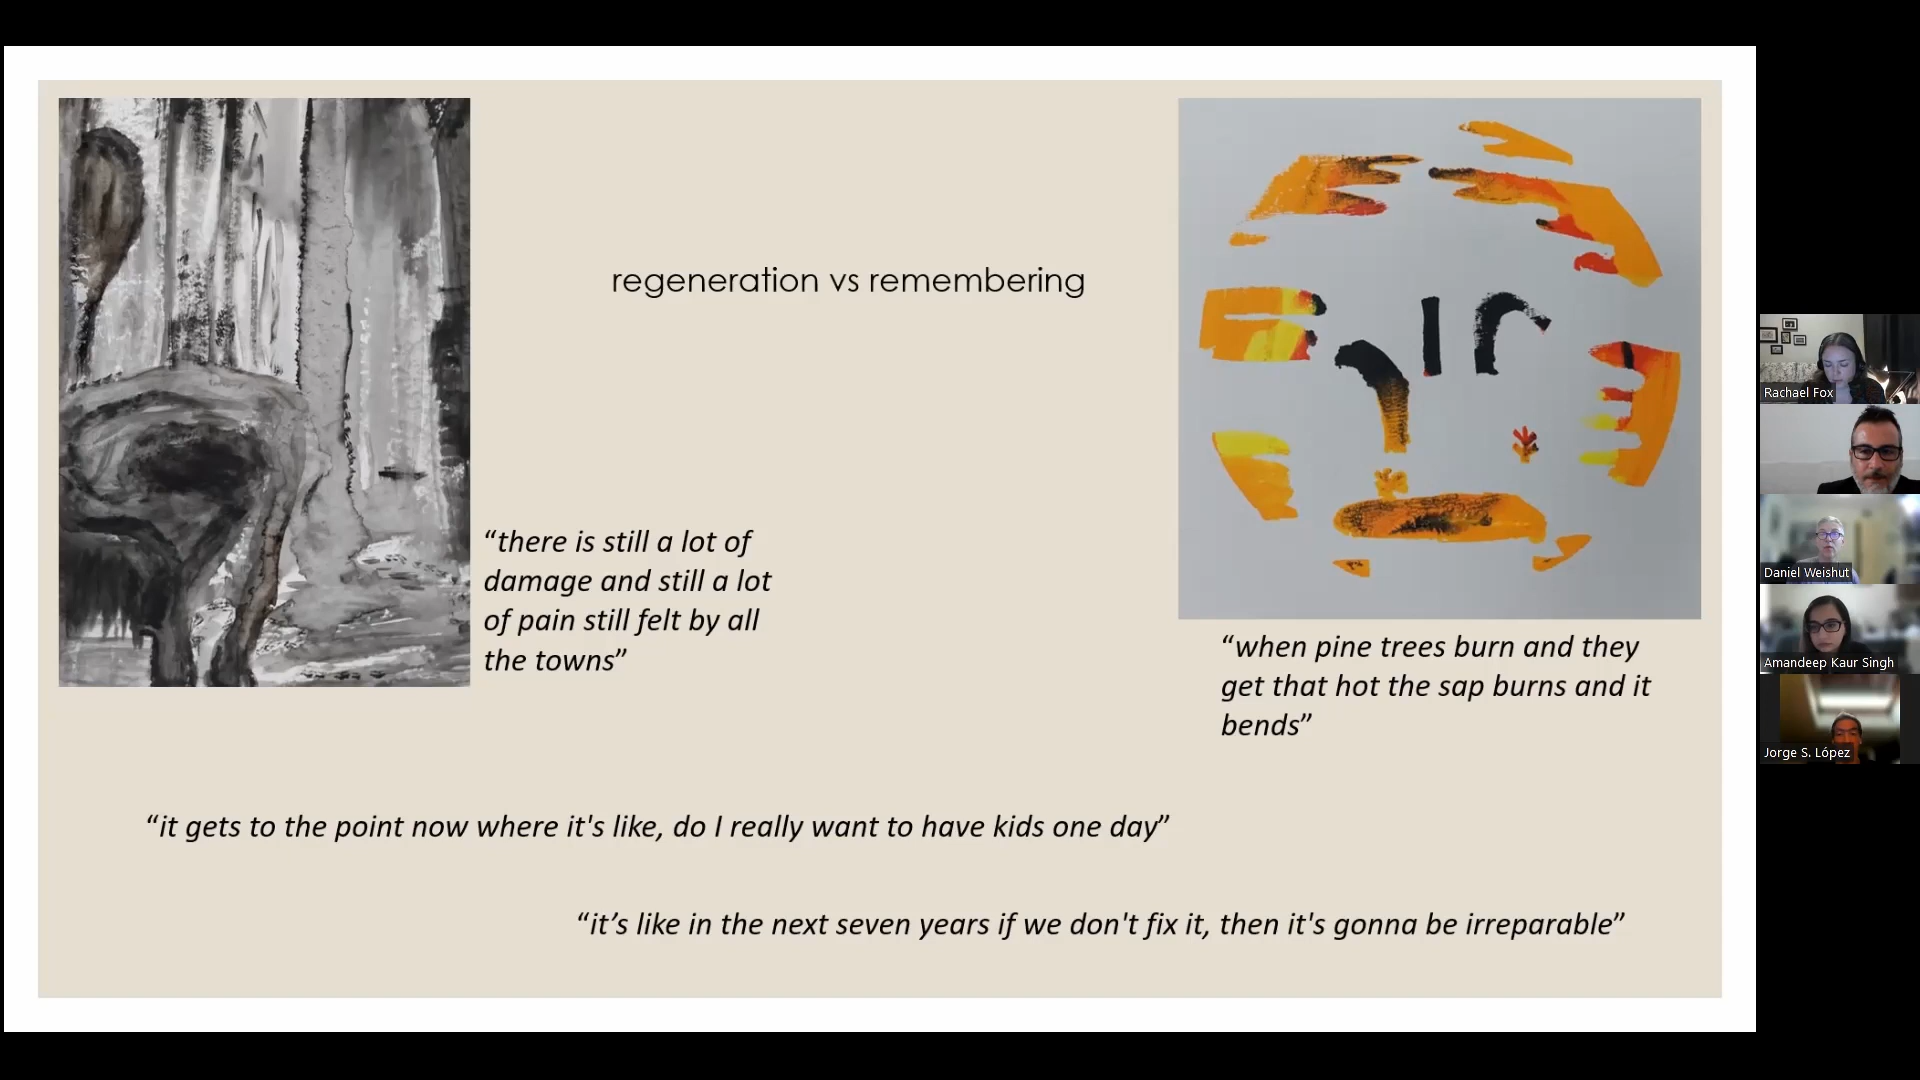 regeneration vs remembering
“there is still a lot of
damage and still a lot
of pain still felt by all
the towns”
“when pine trees burn and they
get that hot the sap burns and it
bends”
“it gets to the point now where it's like, do I really want to have kids one day”
“it’s like in the next seven years if we don't fix it, then it's gonna be irreparable”
Rachael Fox
Daniel Weishut
Amandeep Kaur Singh
Jorge S. López